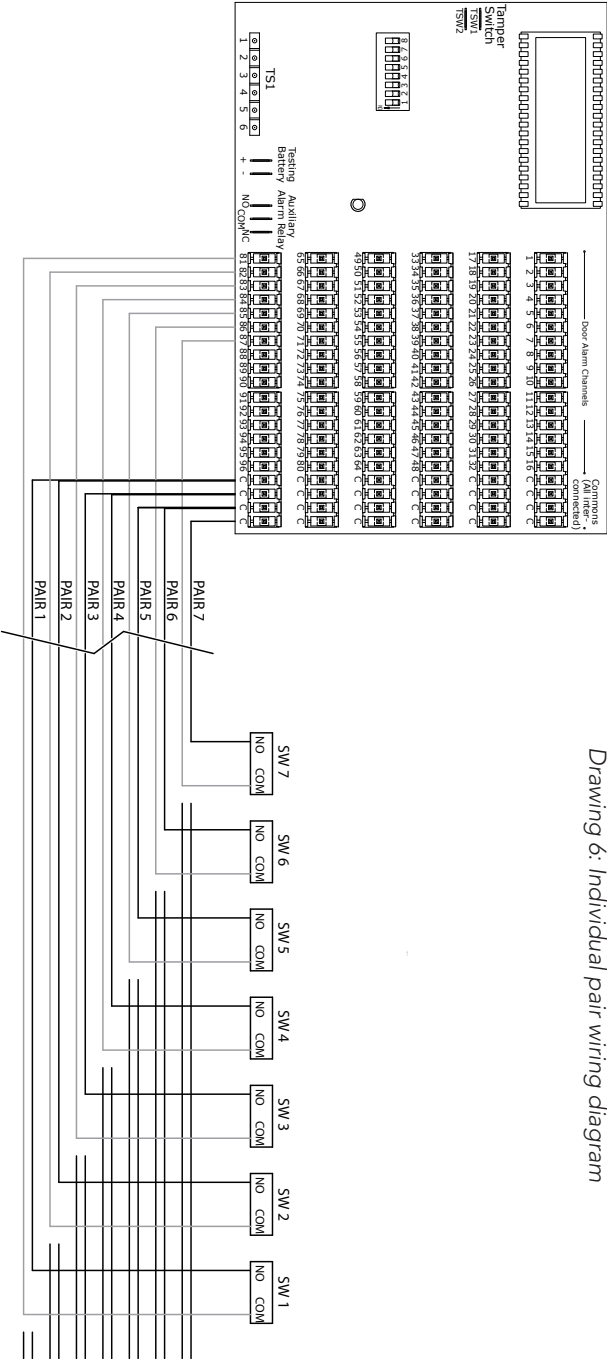 Drawing 6: Individual pair wiring diagram
Door Alarm Channels
Commons
(All inter-
connected)
1 2 3 4 5 6 7 8 9 10 11 12 13 14 15 16 C C C C
17 18 19 20 21 22 23 24 25 26 27 28 29 30 31 32 C C C C
33 34 35 36 37 38 39 40 41 42 43 44 45 46 47 48 C C C C
49 50 51 52 53 54 55 56 57 58 59 60 61 62 63 64 C C C C
65 66 67 68 69 70 71 72 73 74 75 76 77 78 79 80 C C C C
81 82 83 84 85 86 87 88 89 90 91 92 93 94 95 96 C C C C
Tamper
Switch
TSW1
TSW2
8 7 6 5 4 3 2 1
TS1
1 2 3 4 5 6
Testing
Battery
+ -
Auxiliary
Alarm Relay
NO COM NC
PAIR 7
PAIR 6
PAIR 5
PAIR 4
PAIR 3
PAIR 2
PAIR 1
SW 7
NO COM
SW 6
NO COM
SW 5
NO COM
SW 4
NO COM
SW 3
NO COM
SW 2
NO COM
SW 1
NO COM